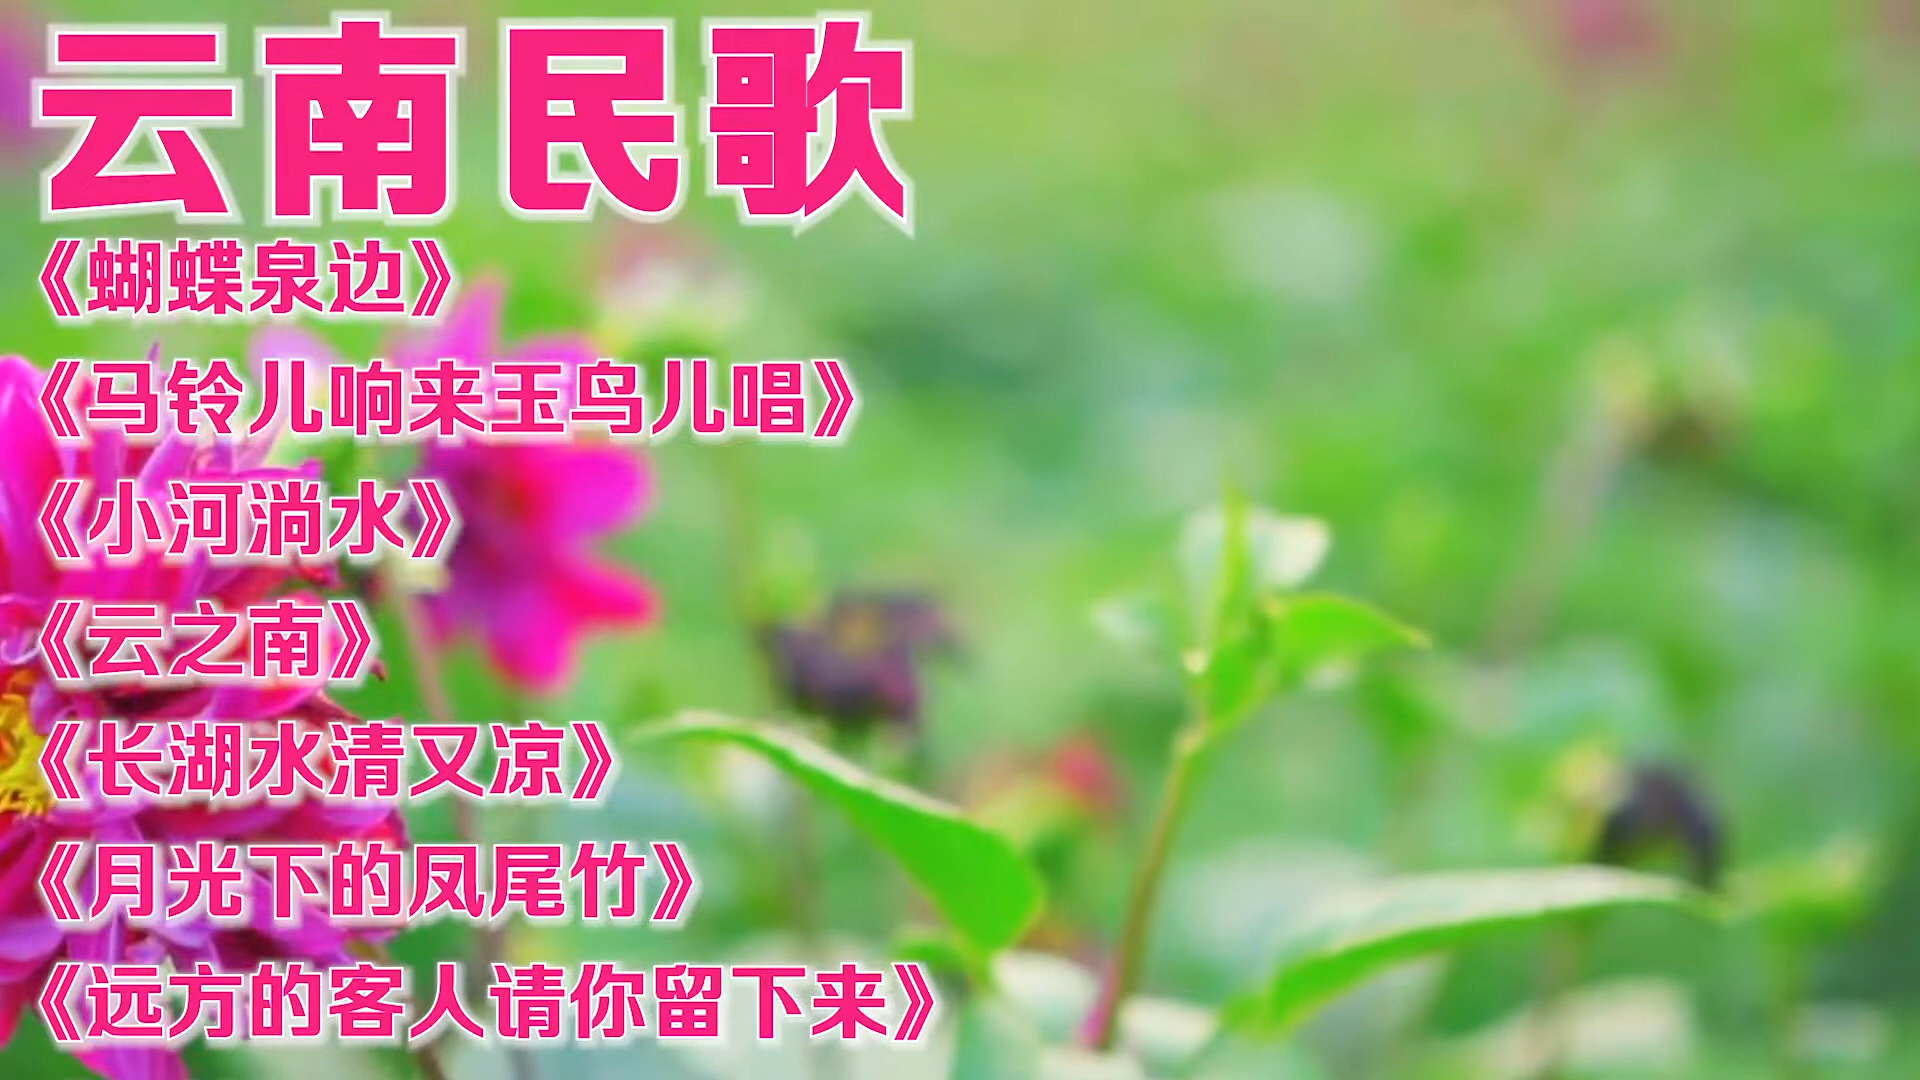 云南民歌
《蝴蝶泉边》
《马铃儿响来玉鸟儿唱》
《小河淌水》
《云之南》
《长湖水清又凉》
《月光下的凤尾竹》
《远方的客人请你留下来》